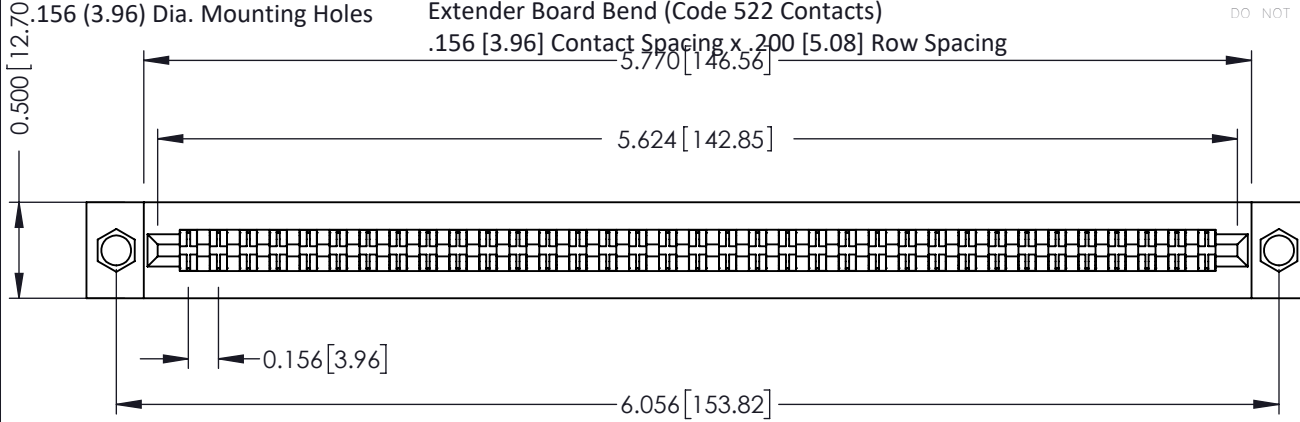 .156 (3.96) Dia. Mounting Holes
Extender Board Bend (Code 522 Contacts)
.156 [3.96] Contact Spacing x .200 [5.08] Row Spacing
DO NOT
0.500 [12.70
5.770 [146.56]
5.624 [142.85]
0.156 [3.96]
6.056 [153.82]